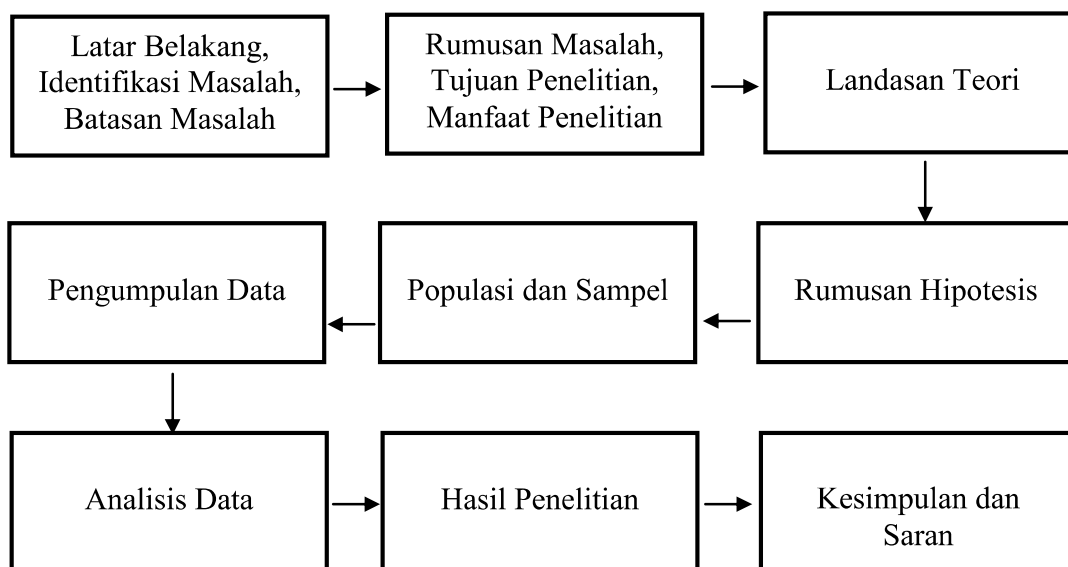 Latar Belakang,
Identifikasi Masalah,
Batasan Masalah
Rumusan Masalah,
Tujuan Penelitian,
Manfaat Penelitian
Landasan Teori
Rumusan Hipotesis
Populasi dan Sampel
Pengumpulan Data
Analisis Data
Hasil Penelitian
Kesimpulan dan
Saran